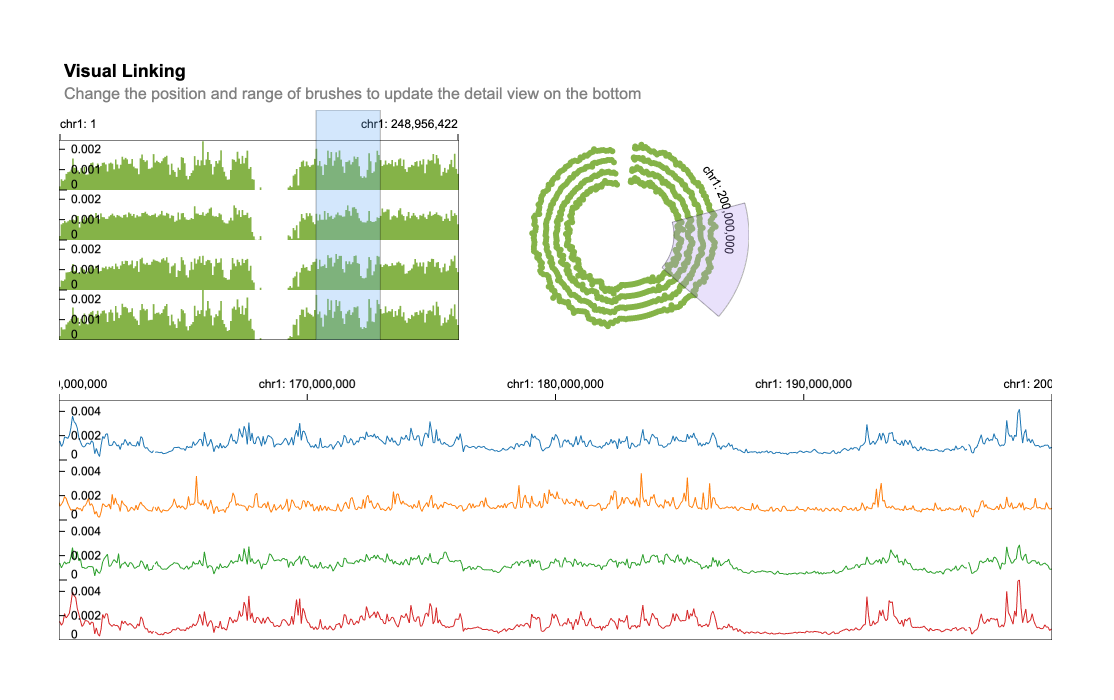 Visual Linking
Change the position and range of brushes to update the detail view on the bottom
chr1: 1
chr1: 248,956,422
0.002
0.001
0
0.002
0.001
0
0.002
0.001
0
0.002
0.001
0
chr1: 200,000,000
0,000,000
chr1: 170,000,000
chr1: 180,000,000
chr1: 190,000,000
chr1: 200
0.004
0.002
0
0.004
0.002
0
0.004
0.002
0
0.004
0.002
0